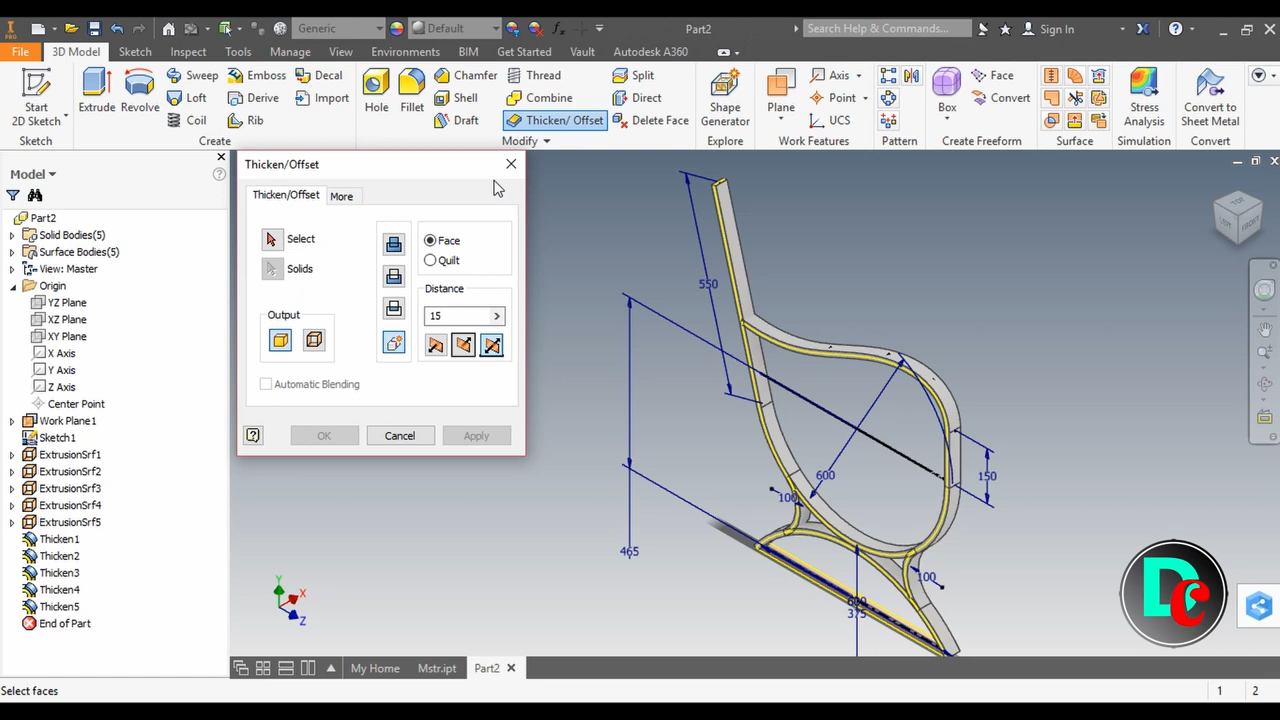 Generic
Default
Part2
Search Help & Commands...
Sign In
PRO
File
3D Model
Sketch
Inspect
Tools
Manage
View
Environments
BIM
Get Started
Vault
Autodesk A360
Start
2D Sketch
Extrude
Revolve
Sweep
Emboss
Decal
Loft
Derive
Import
Coil
Rib
Hole
Fillet
Chamfer
Thread
Split
Shell
Combine
Direct
Draft
Thicken/ Offset
Delete Face
Shape
Generator
Plane
Axis
Point
UCS
Box
Face
Convert
Stress
Analysis
Convert to
Sheet Metal
Sketch
Create
Modify
Explore
Work Features
Pattern
Create Freeform
Surface
Simulation
Convert
Model
Part2
Solid Bodies(5)
Surface Bodies(5)
View: Master
Origin
YZ Plane
XZ Plane
XY Plane
X Axis
Y Axis
Z Axis
Center Point
Work Plane1
Sketch1
ExtrusionSrf1
ExtrusionSrf2
ExtrusionSrf3
ExtrusionSrf4
ExtrusionSrf5
Thicken1
Thicken2
Thicken3
Thicken4
Thicken5
End of Part
Thicken/Offset
Thicken/Offset
More
Select
Solids
Face
Quilt
Distance
15
Output
Automatic Blending
OK
Cancel
Apply
550
600
150
100
465
100
375
TOP
FRONT
Y
X
Z
DC
My Home
Mstr.ipt
Part2
Select faces
1
2